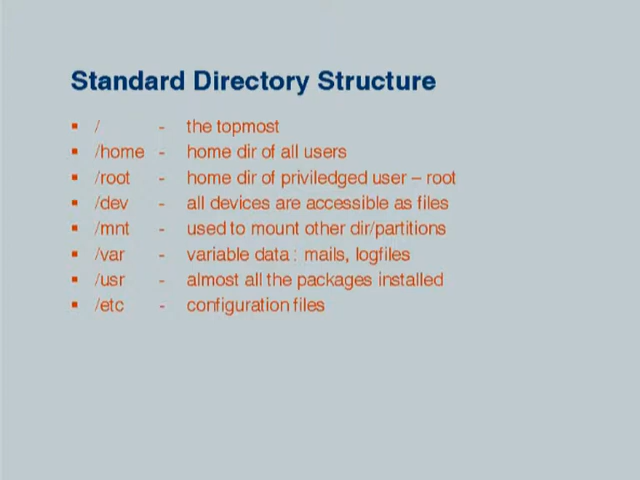 Standard Directory Structure
▪ / - the topmost
▪ /home - home dir of all users
▪ /root - home dir of priviledged user – root
▪ /dev - all devices are accessible as files
▪ /mnt - used to mount other dir/partitions
▪ /var - variable data : mails, logfiles
▪ /usr - almost all the packages installed
▪ /etc - configuration files